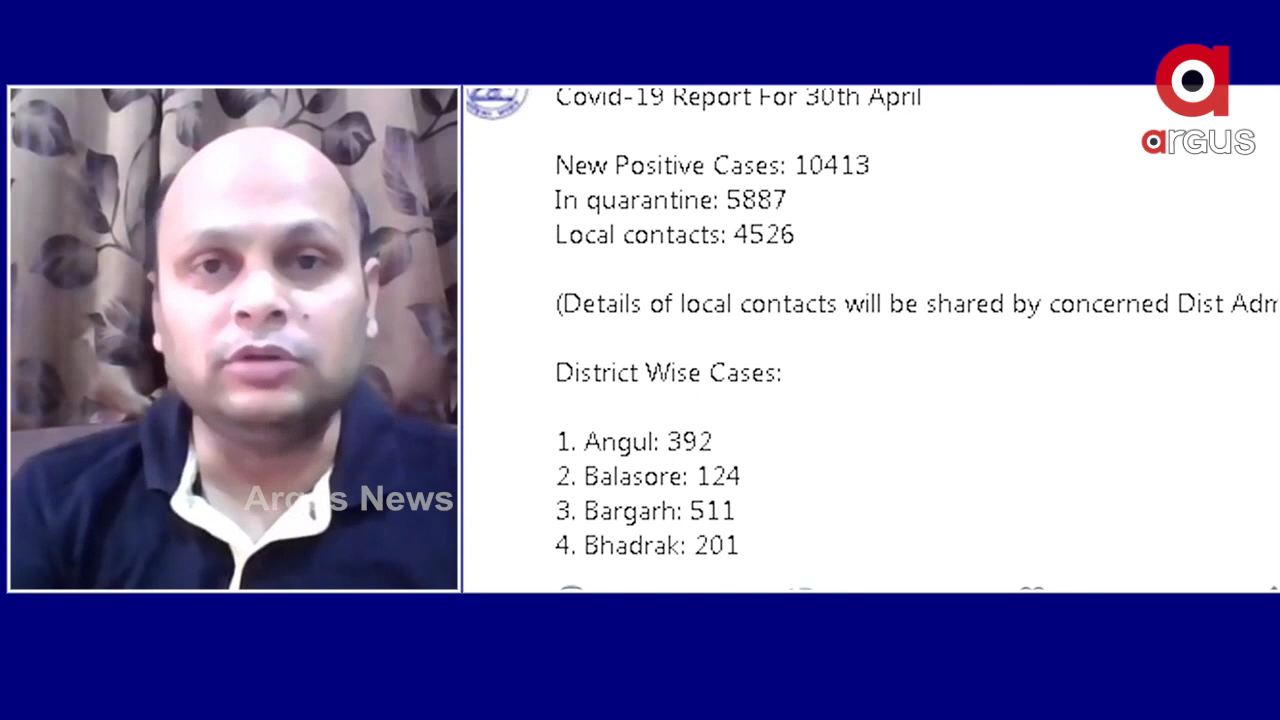 argus
Covid-19 Report For 30th April
New Positive Cases: 10413
In quarantine: 5887
Local contacts: 4526
(Details of local contacts will be shared by concerned Dist Adm
District Wise Cases:
1. Angul: 392
2. Balasore: 124
3. Bargarh: 511
4. Bhadrak: 201
Argus News